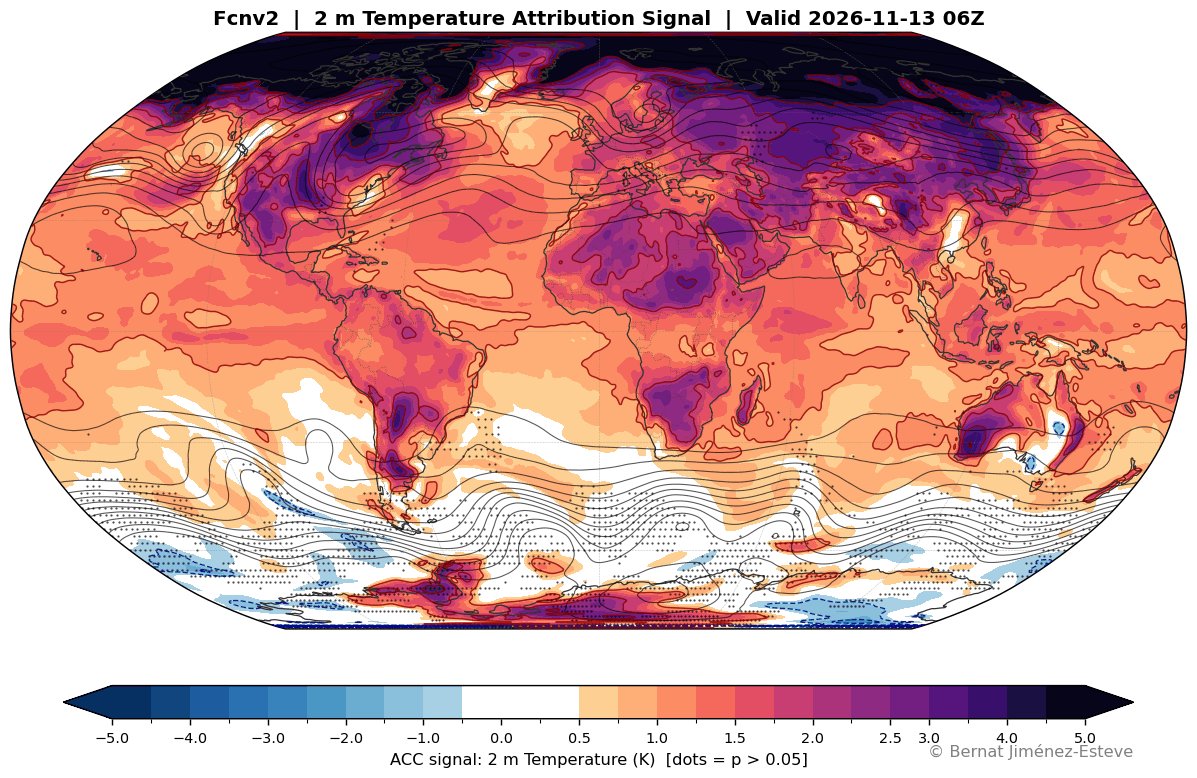 Fcnv2 | 2 m Temperature Attribution Signal | Valid 2026-11-13 06Z
−5.0 −4.0 −3.0 −2.0 −1.0 0.0 0.5 1.0 1.5 2.0 2.5 3.0 4.0 5.0
© Bernat Jiménez-Esteve
ACC signal: 2 m Temperature (K) [dots = p > 0.05]